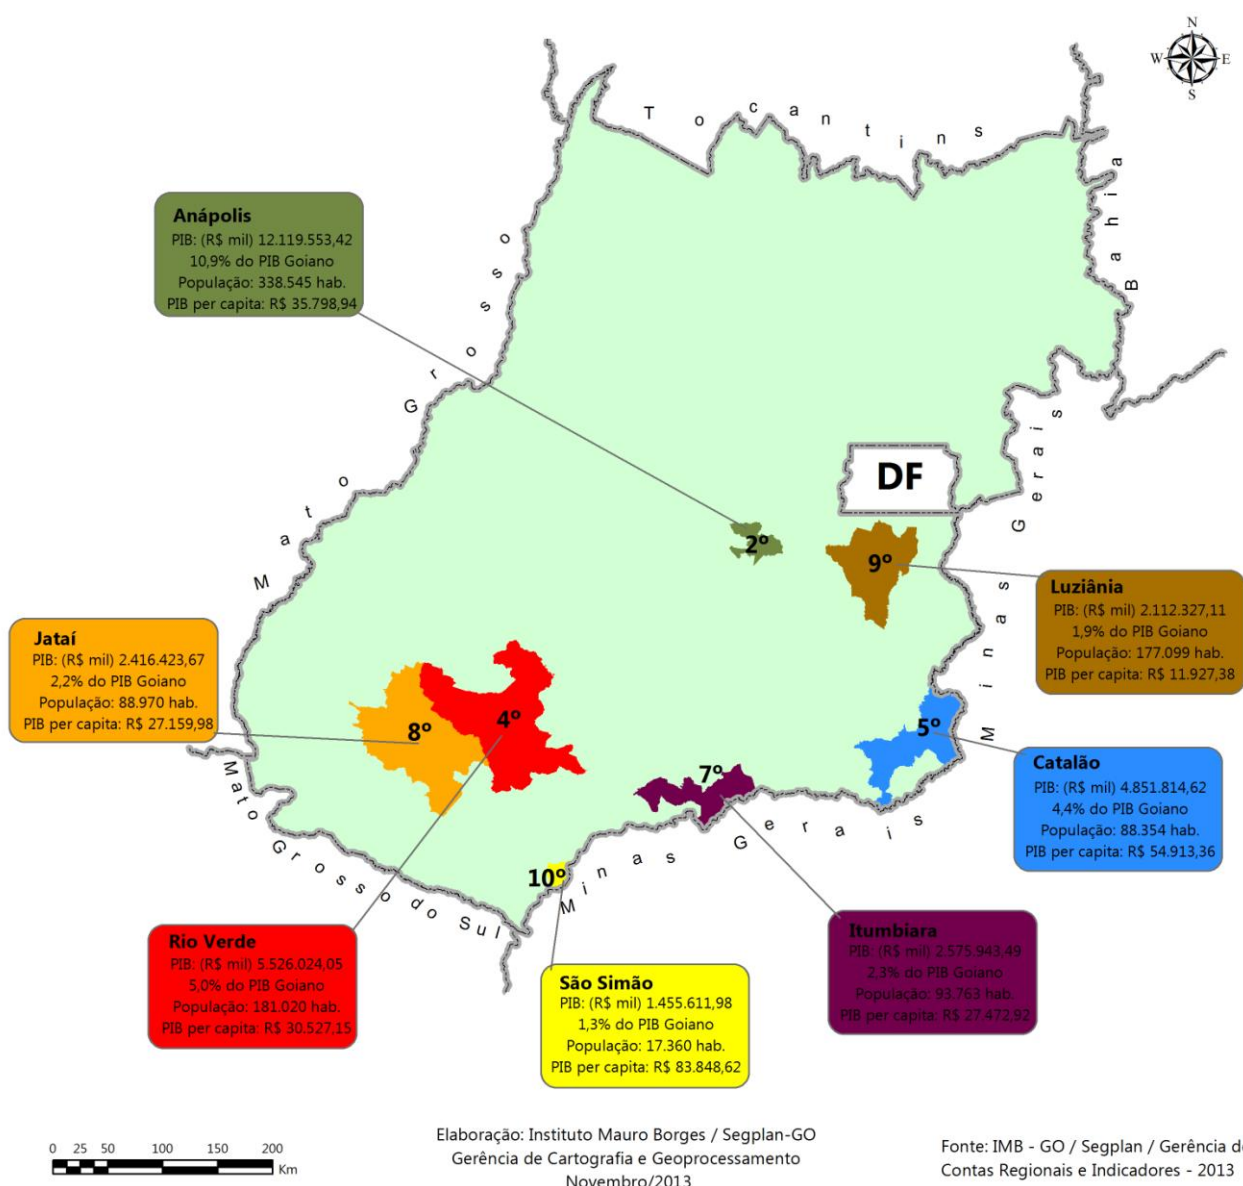 N
W E
S
Tocantins
Bahia
Mato Grosso
Minas Gerais
Anápolis
PIB: (R$ mil) 12.119.553,42
10,9% do PIB Goiano
População: 338.545 hab.
PIB per capita: R$ 35.798,94
DF
2º
9º
Luziânia
PIB: (R$ mil) 2.112.327,11
1,9% do PIB Goiano
População: 177.099 hab.
PIB per capita: R$ 11.927,38
Jataí
PIB: (R$ mil) 2.416.423,67
2,2% do PIB Goiano
População: 88.970 hab.
PIB per capita: R$ 27.159,98
8º
4º
7º
5º
10º
Catalão
PIB: (R$ mil) 4.851.814,62
4,4% do PIB Goiano
População: 88.354 hab.
PIB per capita: R$ 54.913,36
Mato Grosso do Sul
Minas Gerais
Rio Verde
PIB: (R$ mil) 5.526.024,05
5,0% do PIB Goiano
População: 181.020 hab.
PIB per capita: R$ 30.527,15
São Simão
PIB: (R$ mil) 1.455.611,98
1,3% do PIB Goiano
População: 17.360 hab.
PIB per capita: R$ 83.848,62
Itumbiara
PIB: (R$ mil) 2.575.943,49
2,3% do PIB Goiano
População: 93.763 hab.
PIB per capita: R$ 27.472,92
0 25 50 100 150 200
Km
Elaboração: Instituto Mauro Borges / Segplan-GO
Gerência de Cartografia e Geoprocessamento
Novembro/2013
Fonte: IMB - GO / Segplan / Gerência de
Contas Regionais e Indicadores - 2013